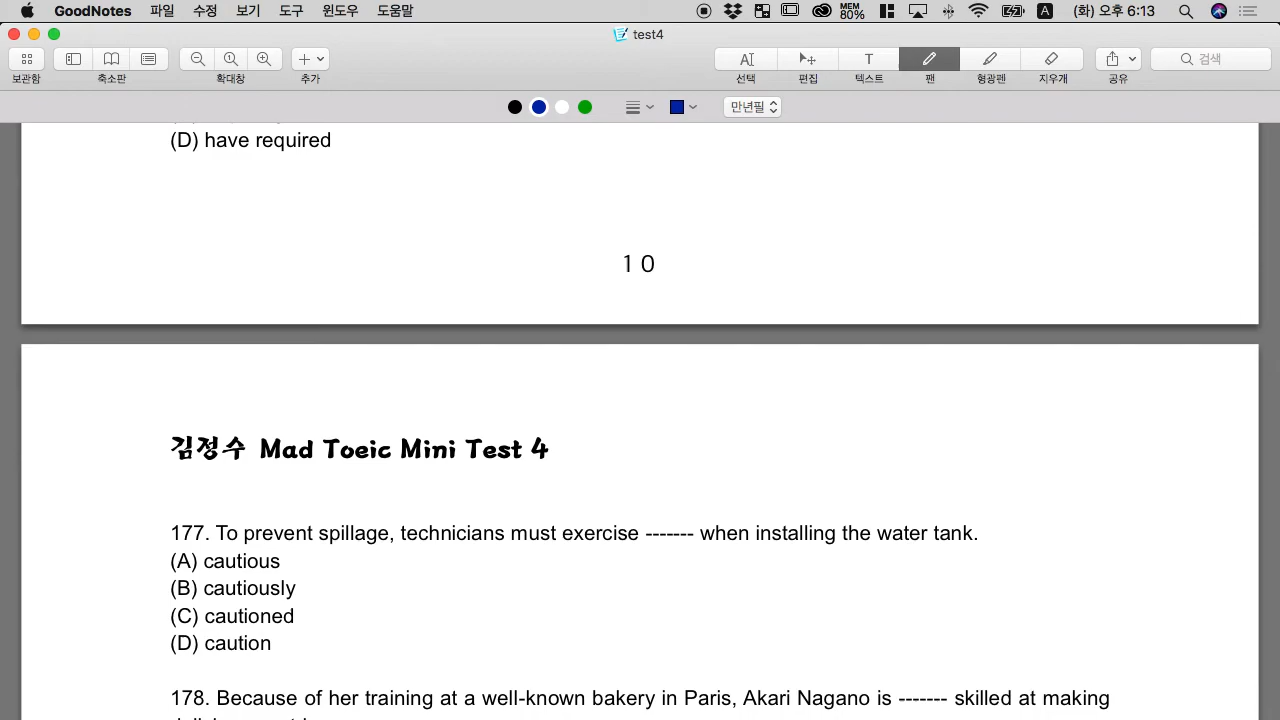 GoodNotes 파일 수정 보기 도구 윈도우 도움말 MEM 80% A (화) 오후 6:13
test4
보관함 축소판 확대창 추가 AI 선택 편집 T 텍스트 팬 형광펜 지우개 공유 검색
만년필
(D) have required
1 0
김정수 Mad Toeic Mini Test 4
177. To prevent spillage, technicians must exercise ------- when installing the water tank.
(A) cautious
(B) cautiously
(C) cautioned
(D) caution
178. Because of her training at a well-known bakery in Paris, Akari Nagano is ------- skilled at making